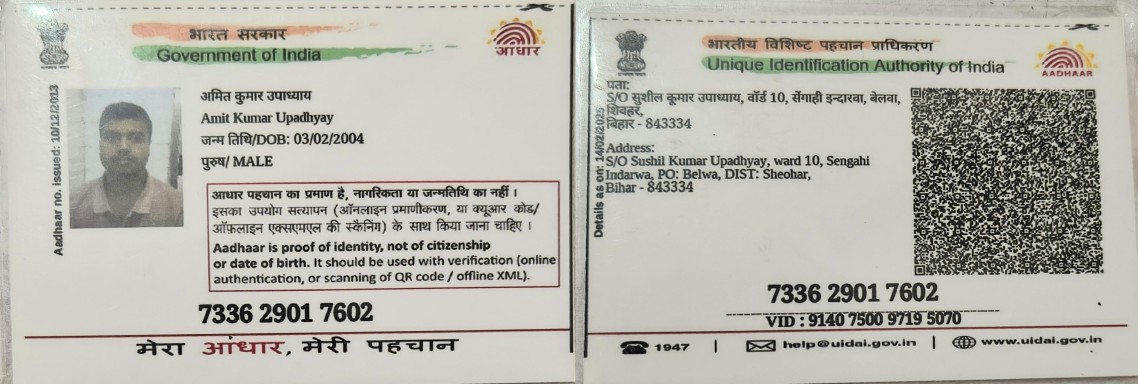 भारत सरकार
Government of India
आधार
Aadhaar no. issued: 10/12/2013
अमित कुमार उपाध्याय
Amit Kumar Upadhyay
जन्म तिथि/DOB: 03/02/2004
पुरुष/ MALE
आधार पहचान का प्रमाण है, नागरिकता या जन्मतिथि का नहीं ।
इसका उपयोग सत्यापन (ऑनलाइन प्रमाणीकरण, या क्यूआर कोड/
ऑफ़लाइन एक्सएमएल की स्कैनिंग) के साथ किया जाना चाहिए ।
Aadhaar is proof of identity, not of citizenship
or date of birth. It should be used with verification (online
authentication, or scanning of QR code / offline XML).
7336 2901 7602
मेरा आधार, मेरी पहचान
भारतीय विशिष्ट पहचान प्राधिकरण
Unique Identification Authority of India
AADHAAR
Details as on: 14/02/2025
पता:
S/O सुशील कुमार उपाध्याय, वॉर्ड 10, सेंगाही इन्दारवा, बेलवा,
शिवहर,
बिहार - 843334
Address:
S/O Sushil Kumar Upadhyay, ward 10, Sengahi
Indarwa, PO: Belwa, DIST: Sheohar,
Bihar - 843334
7336 2901 7602
VID : 9140 7500 9719 5070
1947 | help@uidai.gov.in | www.uidai.gov.in